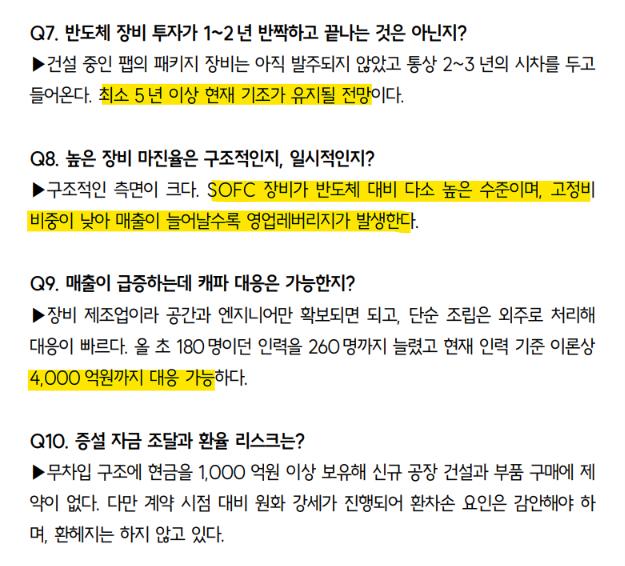 Q7. 반도체 장비 투자가 1~2년 반짝하고 끝나는 것은 아닌지?
▶건설 중인 팹의 패키지 장비는 아직 발주되지 않았고 통상 2~3년의 시차를 두고
들어온다. 최소 5년 이상 현재 기조가 유지될 전망이다.
Q8. 높은 장비 마진율은 구조적인지, 일시적인지?
▶구조적인 측면이 크다. SOFC 장비가 반도체 대비 다소 높은 수준이며, 고정비
비중이 낮아 매출이 늘어날수록 영업레버리지가 발생한다.
Q9. 매출이 급증하는데 캐파 대응은 가능한지?
▶장비 제조업이라 공간과 엔지니어만 확보되면 되고, 단순 조립은 외주로 처리해
대응이 빠르다. 올 초 180명이던 인력을 260명까지 늘렸고 현재 인력 기준 이론상
4,000억원까지 대응 가능하다.
Q10. 증설 자금 조달과 환율 리스크는?
▶무차입 구조에 현금을 1,000억원 이상 보유해 신규 공장 건설과 부품 구매에 제
약이 없다. 다만 계약 시점 대비 원화 강세가 진행되어 환차손 요인은 감안해야 하
며, 환헤지는 하지 않고 있다.